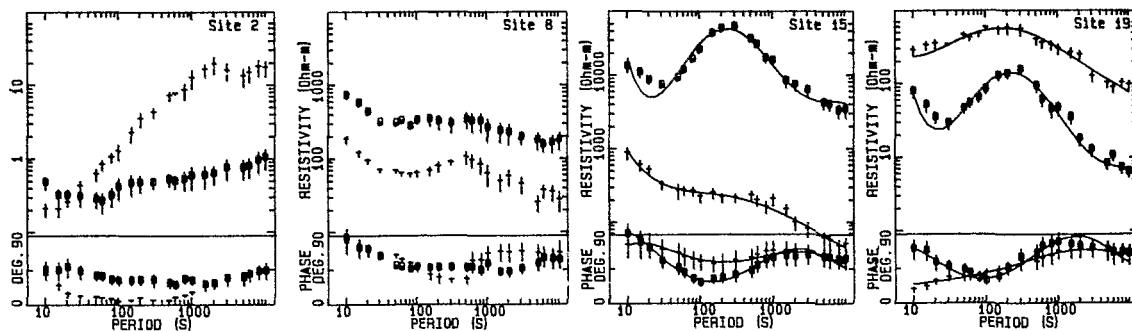 Site 2
10
1
90
DEG.
0
10 100 1000
PERIOD (S)
Site 8
RESISTIVITY (Ohm-m)
1000
100
90
PHASE
DEG.
0
10 100 1000
PERIOD (S)
Site 15
RESISTIVITY (Ohm-m)
10000
1000
90
PHASE
DEG.
0
10 100 1000
PERIOD (S)
Site 19
RESISTIVITY (Ohm-m)
1000
100
90
PHASE
DEG.
0
10 100 1000
PERIOD (S)